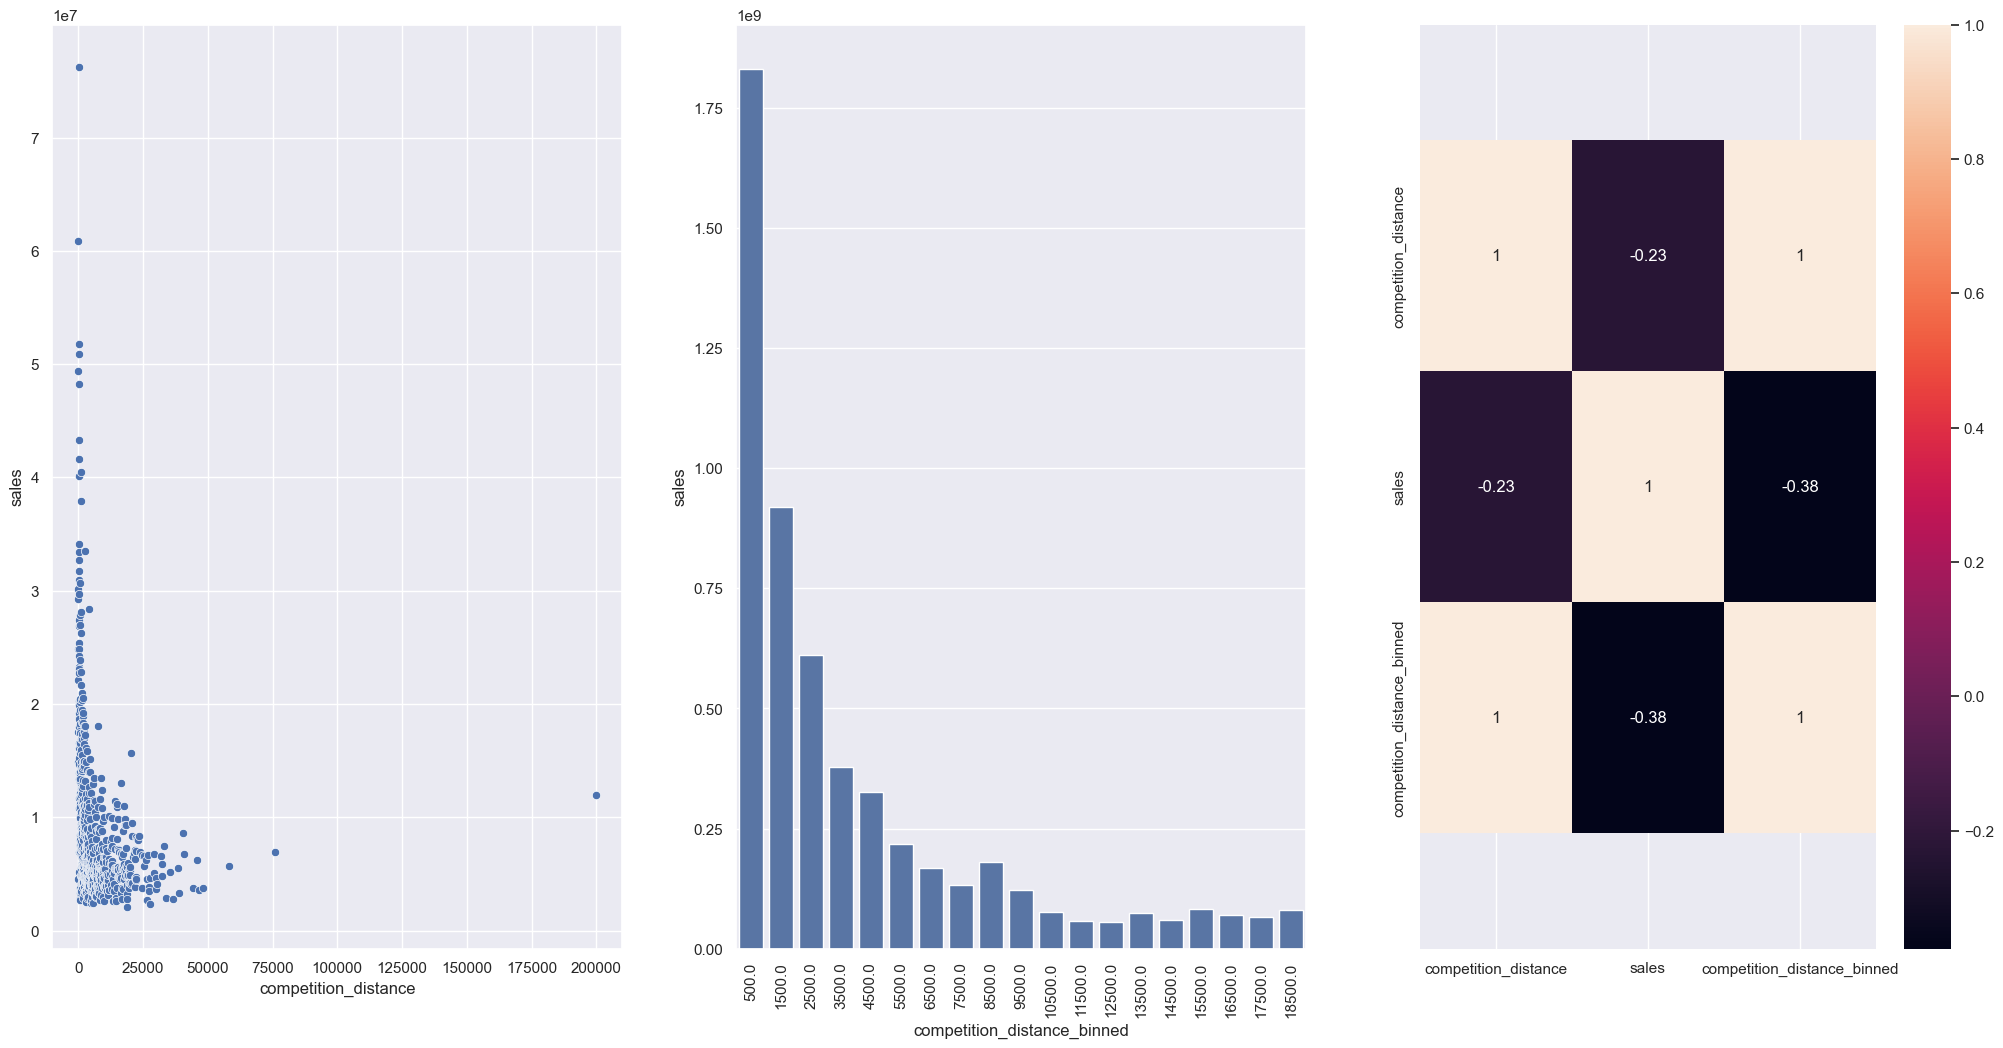 1e7
7
6
5
4
3
2
1
0
sales
0 25000 50000 75000 100000 125000 150000 175000 200000
competition_distance
1e9
1.75
1.50
1.25
1.00
0.75
0.50
0.25
0.00
sales
500.0 1500.0 2500.0 3500.0 4500.0 5500.0 6500.0 7500.0 8500.0 9500.0 10500.0 11500.0 12500.0 13500.0 14500.0 15500.0 16500.0 17500.0 18500.0
competition_distance_binned
competition_distance
1 -0.23 1
sales
-0.23 1 -0.38
competition_distance_binned
1 -0.38 1
competition_distance sales competition_distance_binned
1.0
0.8
0.6
0.4
0.2
0.0
−0.2